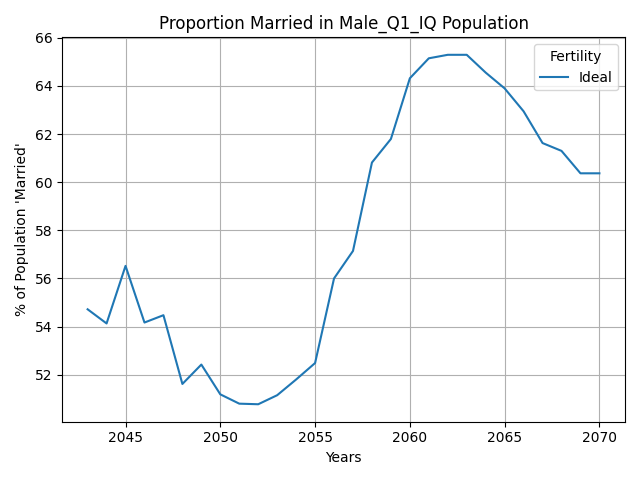 Proportion Married in Male_Q1_IQ Population
66
64
62
60
58
56
54
52
% of Population 'Married'
Fertility
Ideal
2045
2050
2055
2060
2065
2070
Years